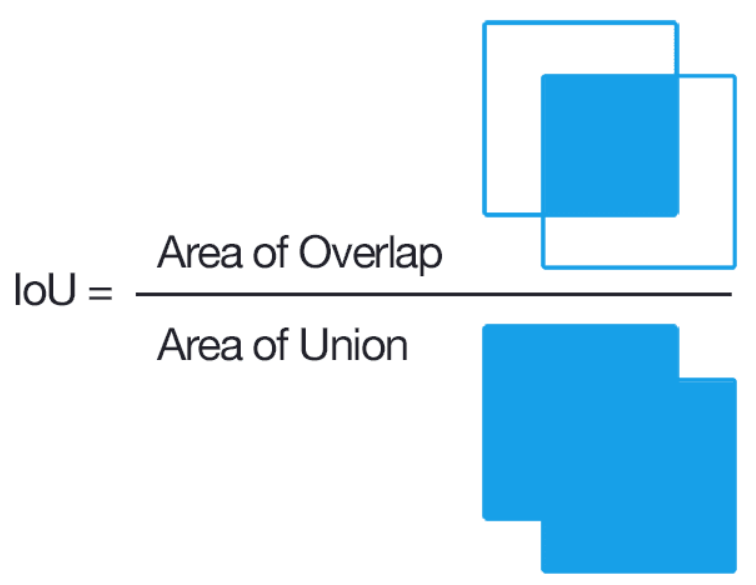 Area of Overlap
IoU =
Area of Union